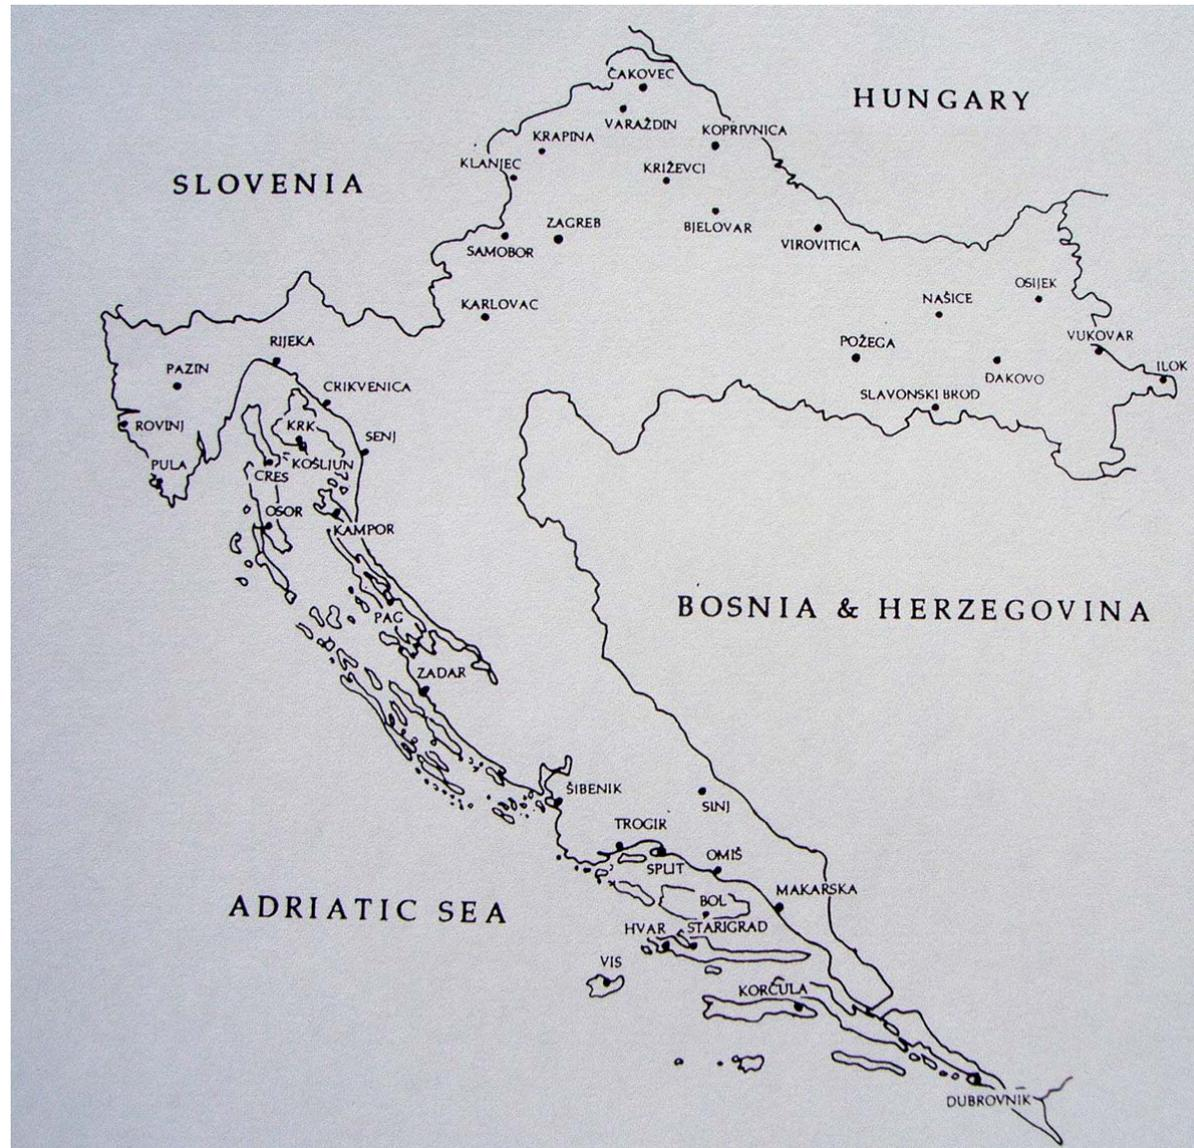 ČAKOVEC
HUNGARY
VARAŽDIN
KOPRIVNICA
KRAPINA
KLANJEC
KRIŽEVCI
SLOVENIA
ZAGREB
BJELOVAR
VIROVITICA
SAMOBOR
OSIJEK
KARLOVAC
NAŠICE
RIJEKA
POŽEGA
VUKOVAR
PAZIN
ILOK
ĐAKOVO
CRIKVENICA
SLAVONSKI BROD
ROVINJ
KRK
SENJ
PULA
KOŠLJUN
CRES
OSOR
KAMPOR
BOSNIA & HERZEGOVINA
PAG
ZADAR
ŠIBENIK
SINJ
TROGIR
SPLIT
OMIŠ
MAKARSKA
ADRIATIC SEA
BOL
HVAR
STARIGRAD
VIS
KORČULA
DUBROVNIK